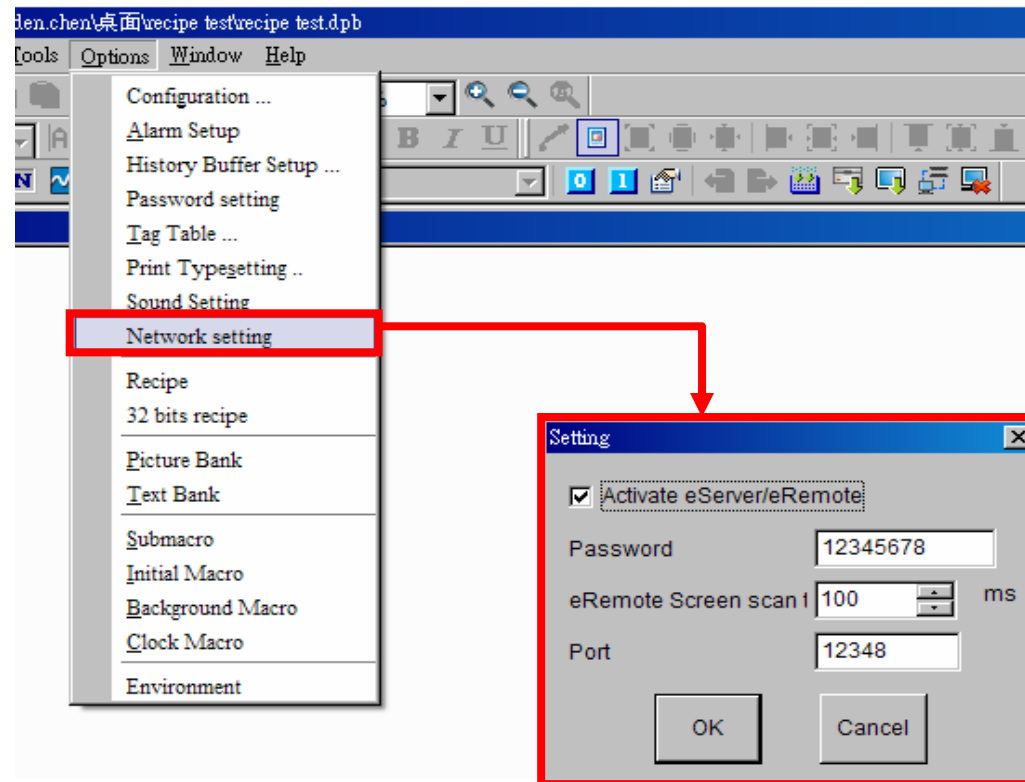 den.chen\桌面\recipe test\recipe test.dpb
Tools Options Window Help
Configuration ...
Alarm Setup
History Buffer Setup ...
Password setting
Tag Table ...
Print Typesetting ..
Sound Setting
Network setting
Recipe
32 bits recipe
Picture Bank
Text Bank
Submacro
Initial Macro
Background Macro
Clock Macro
Environment
%
A B I U
N 0 1
Setting
Activate eServer/eRemote
Password 12345678
eRemote Screen scan t 100 ms
Port 12348
OK Cancel